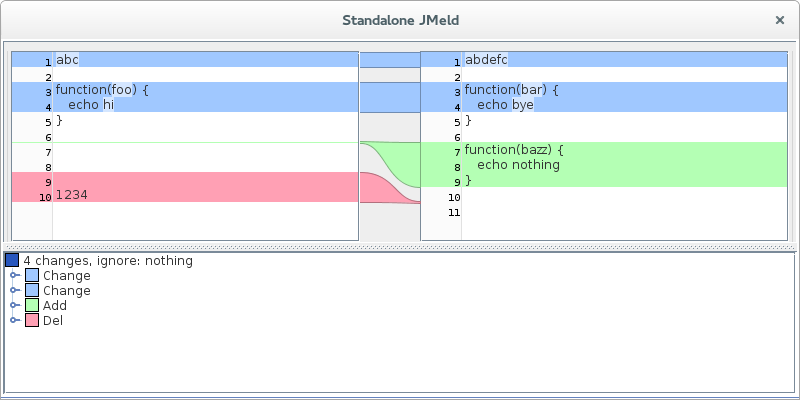 Standalone JMeld
1 abc
2
3 function(foo) {
4 echo hi
5 }
6
7
8
9
10 1234
1 abdefc
2
3 function(bar) {
4 echo bye
5 }
6
7 function(bazz) {
8 echo nothing
9 }
10
11
4 changes, ignore: nothing
Change
Change
Add
Del